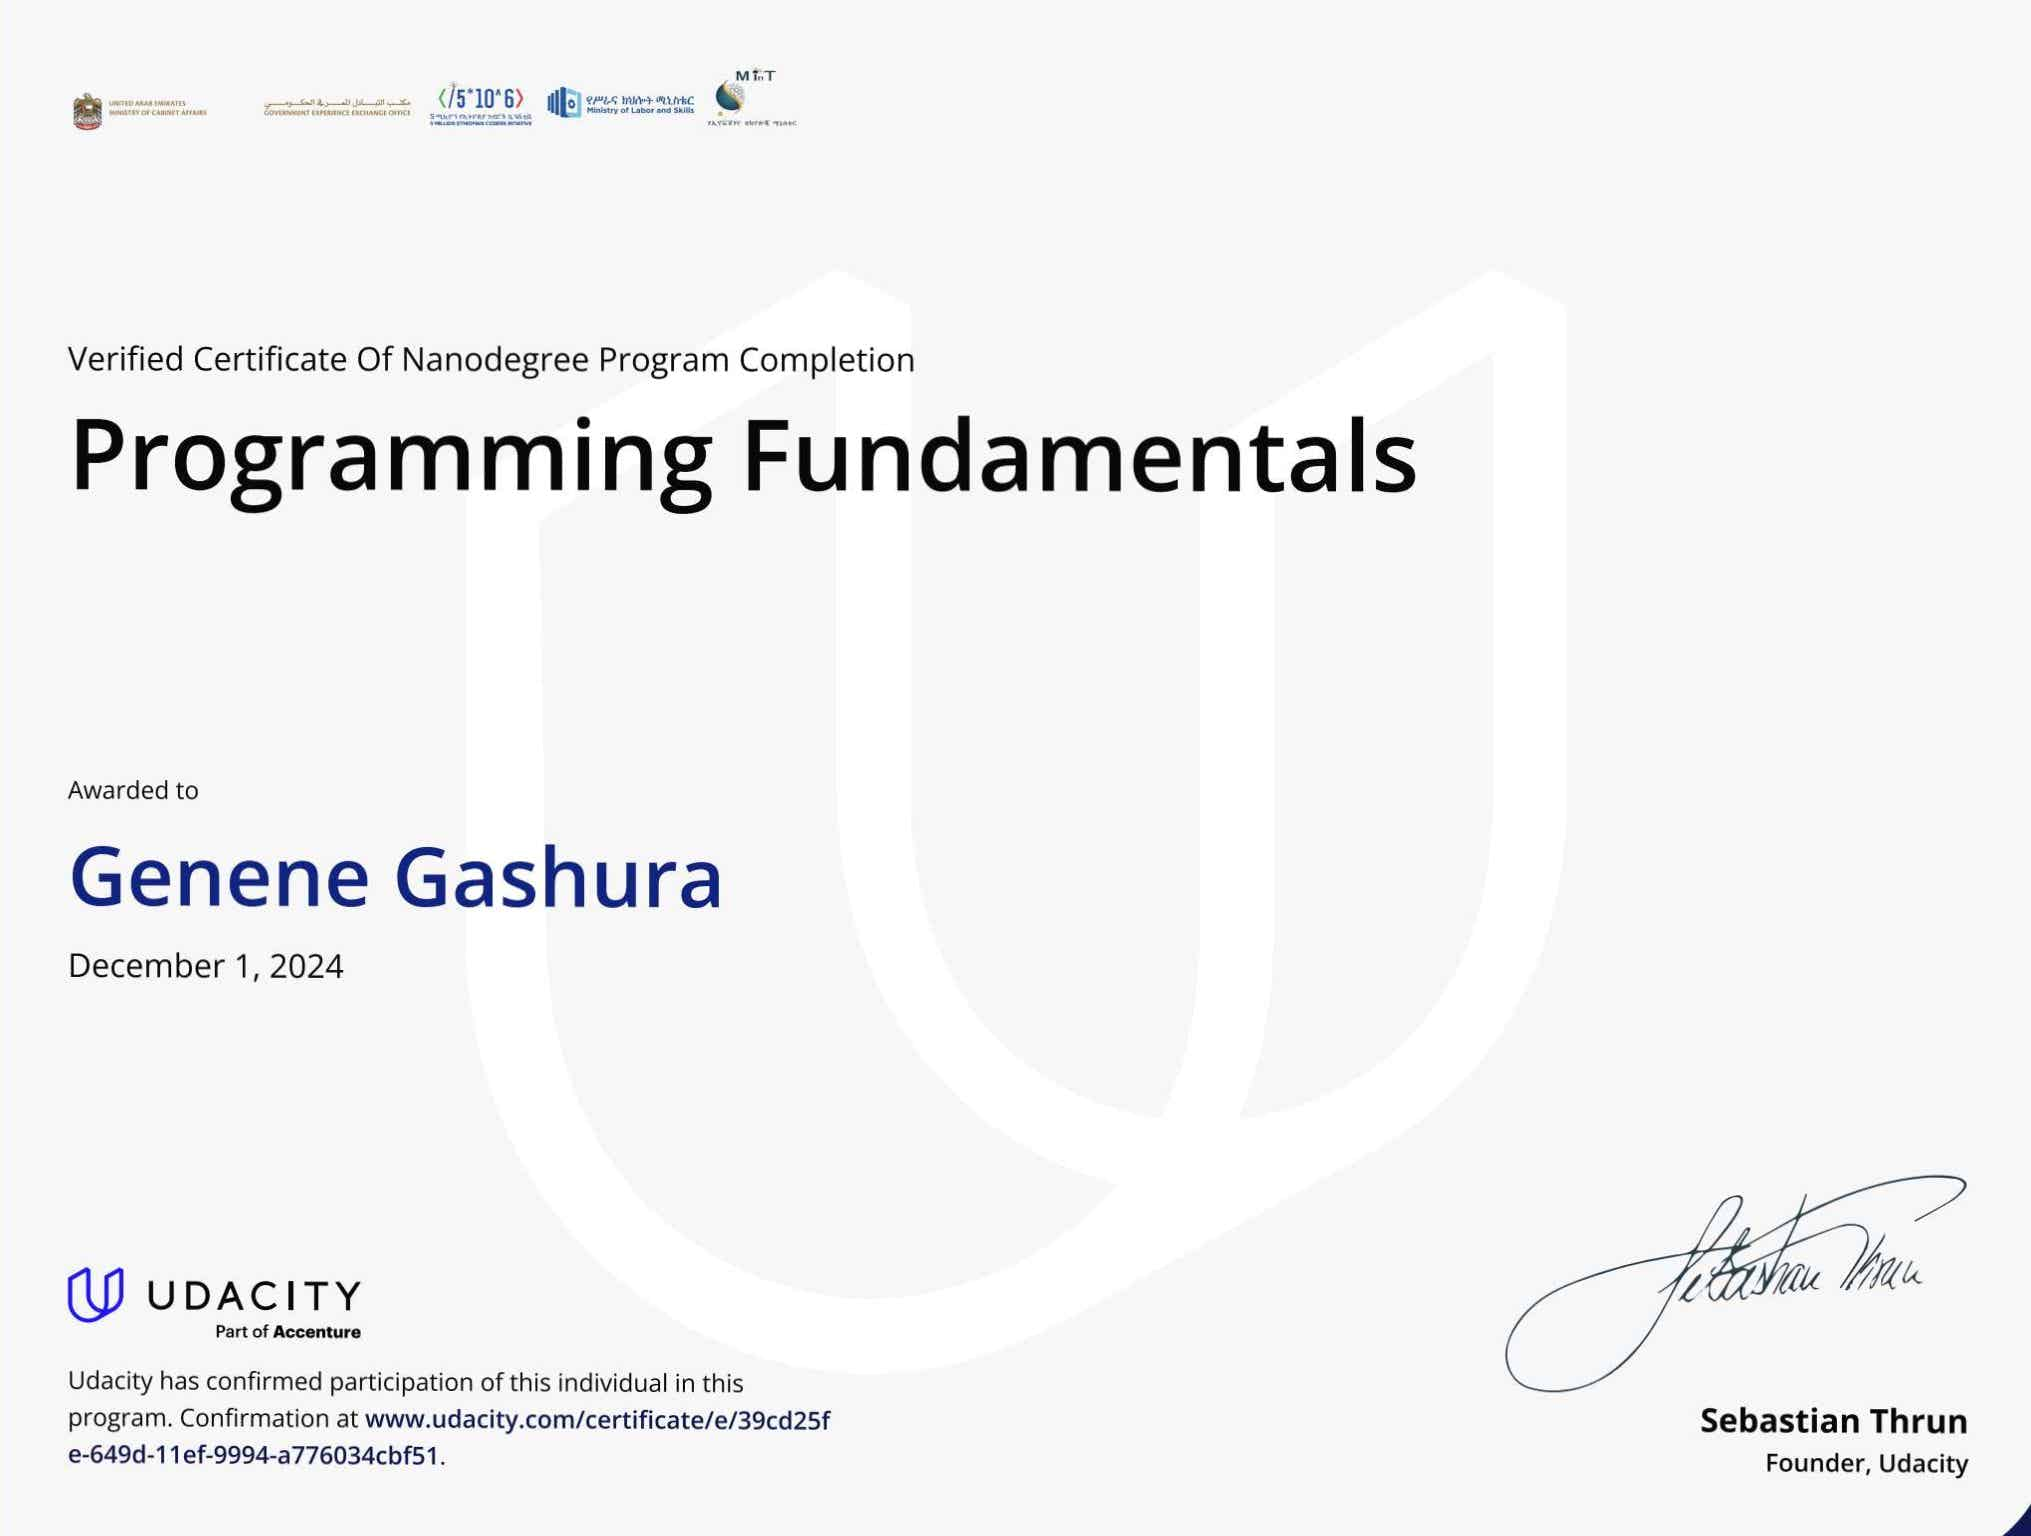 UNITED ARAB EMIRATES
MINISTRY OF CABINET AFFAIRS
مكتب التبادل المعرفي الحكومي
GOVERNMENT EXPERIENCE EXCHANGE OFFICE
</5*10^6>
5 MILLION ETHIOPIAN CODERS INITIATIVE
የሥራና ክህሎት ሚኒስቴር
Ministry of Labor and Skills
MinT
Verified Certificate Of Nanodegree Program Completion
Programming Fundamentals
Awarded to
Genene Gashura
December 1, 2024
UDACITY
Part of Accenture
Udacity has confirmed participation of this individual in this
program. Confirmation at www.udacity.com/certificate/e/39cd25f
e-649d-11ef-9994-a776034cbf51.
Sebastian Thrun
Sebastian Thrun
Founder, Udacity